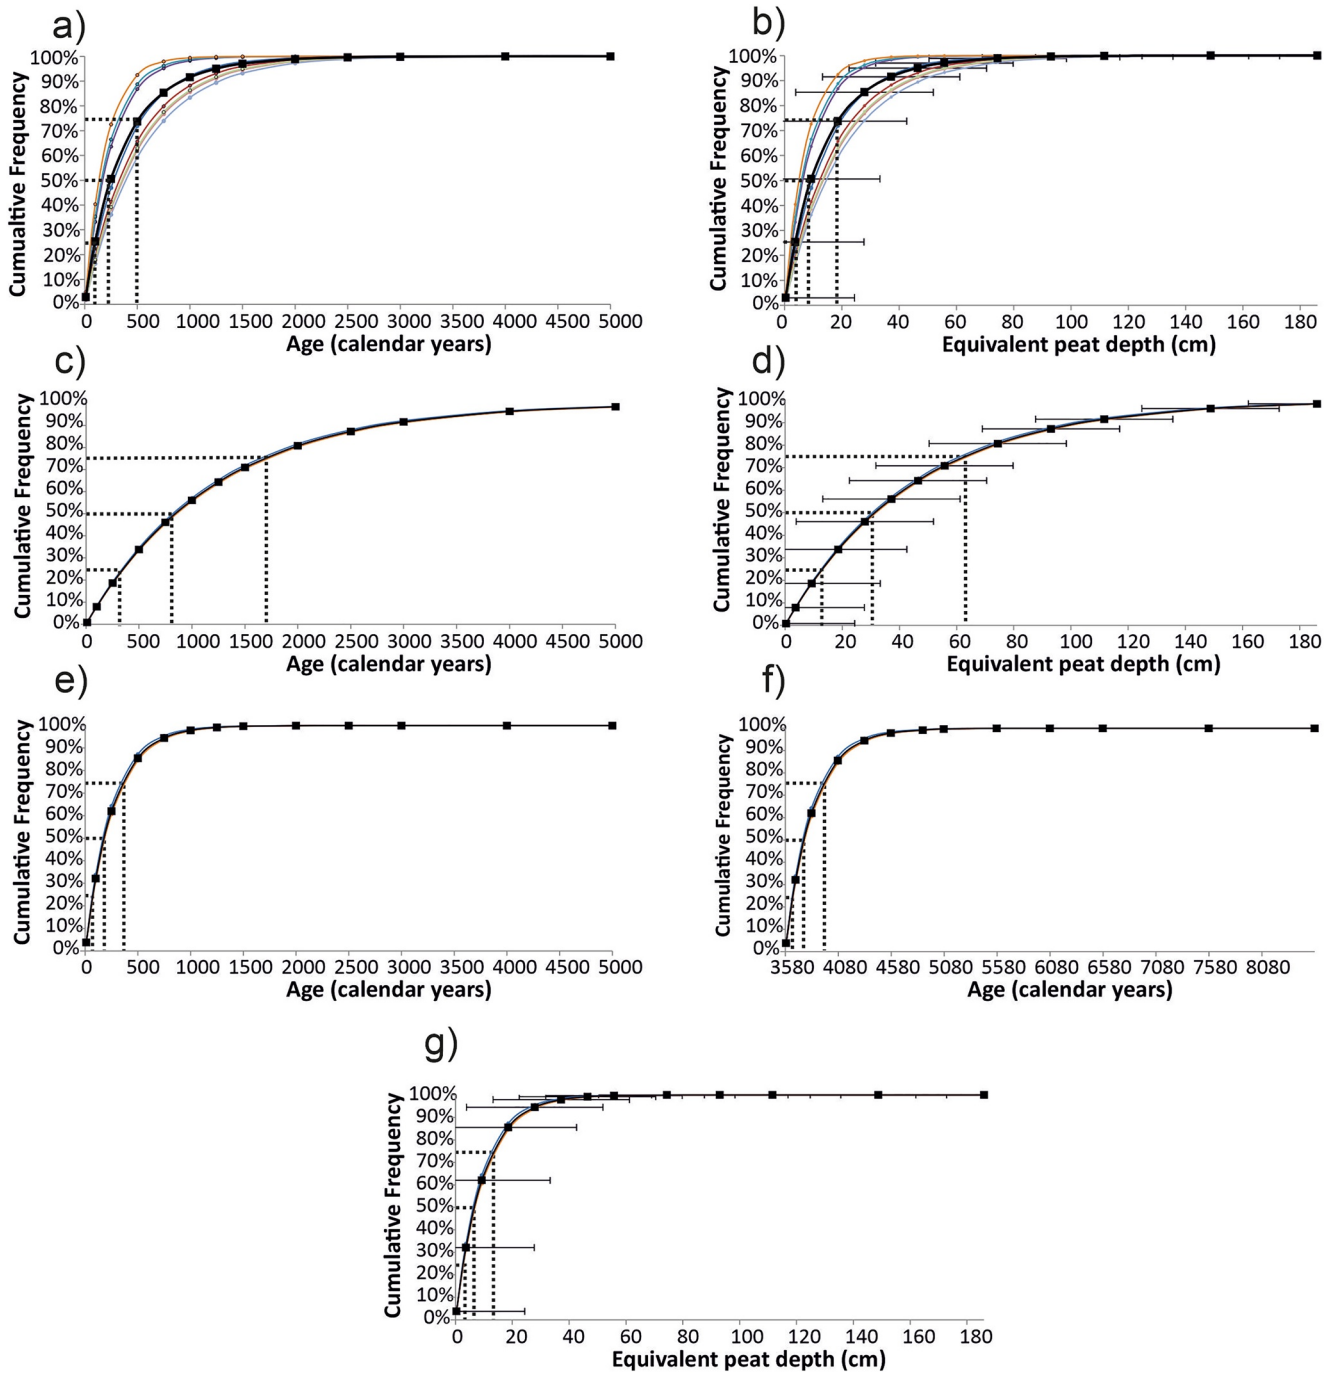 a)
Cumualtive Frequency
100%
90%
80%
70%
60%
50%
40%
30%
20%
10%
0%
0 500 1000 1500 2000 2500 3000 3500 4000 4500 5000
Age (calendar years)
b)
Cumulative Frequency
100%
90%
80%
70%
60%
50%
40%
30%
20%
10%
0%
0 20 40 60 80 100 120 140 160 180
Equivalent peat depth (cm)
c)
Cumulative Frequency
100%
90%
80%
70%
60%
50%
40%
30%
20%
10%
0%
0 500 1000 1500 2000 2500 3000 3500 4000 4500 5000
Age (calendar years)
d)
Cumulative Frequency
100%
90%
80%
70%
60%
50%
40%
30%
20%
10%
0%
0 20 40 60 80 100 120 140 160 180
Equivalent peat depth (cm)
e)
Cumulative Frequency
100%
90%
80%
70%
60%
50%
40%
30%
20%
10%
0%
0 500 1000 1500 2000 2500 3000 3500 4000 4500 5000
Age (calendar years)
f)
Cumulative Frequency
100%
90%
80%
70%
60%
50%
40%
30%
20%
10%
0%
3580 4080 4580 5080 5580 6080 6580 7080 7580 8080
Age (calendar years)
g)
Cumulative Frequency
100%
90%
80%
70%
60%
50%
40%
30%
20%
10%
0%
0 20 40 60 80 100 120 140 160 180
Equivalent peat depth (cm)